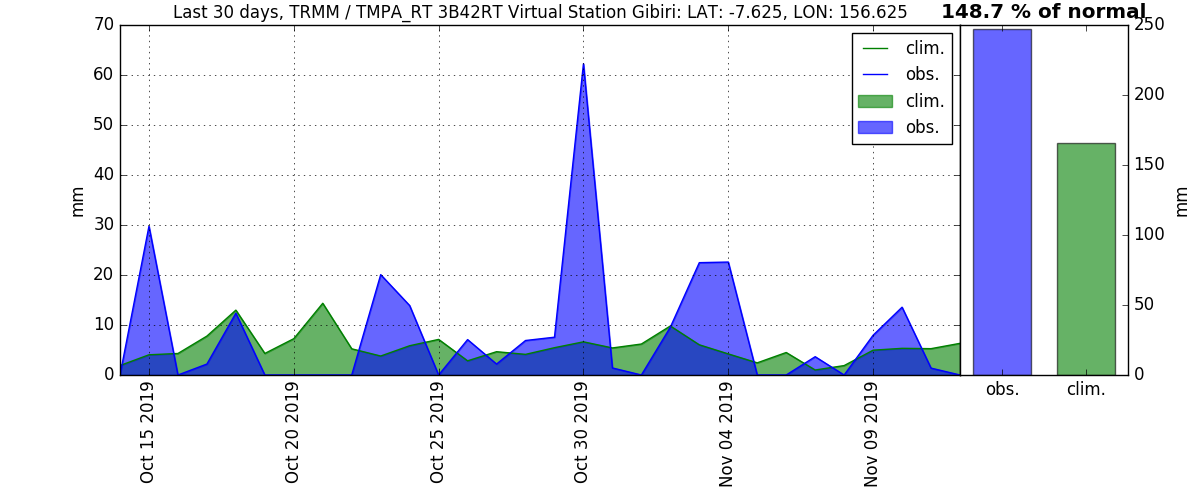 Last 30 days, TRMM / TMPA_RT 3B42RT Virtual Station Gibiri: LAT: -7.625, LON: 156.625
148.7 % of normal
70
60
50
40
30
20
10
0
mm
clim.
obs.
clim.
obs.
Oct 15 2019
Oct 20 2019
Oct 25 2019
Oct 30 2019
Nov 04 2019
Nov 09 2019
250
200
150
100
50
0
mm
obs.
clim.